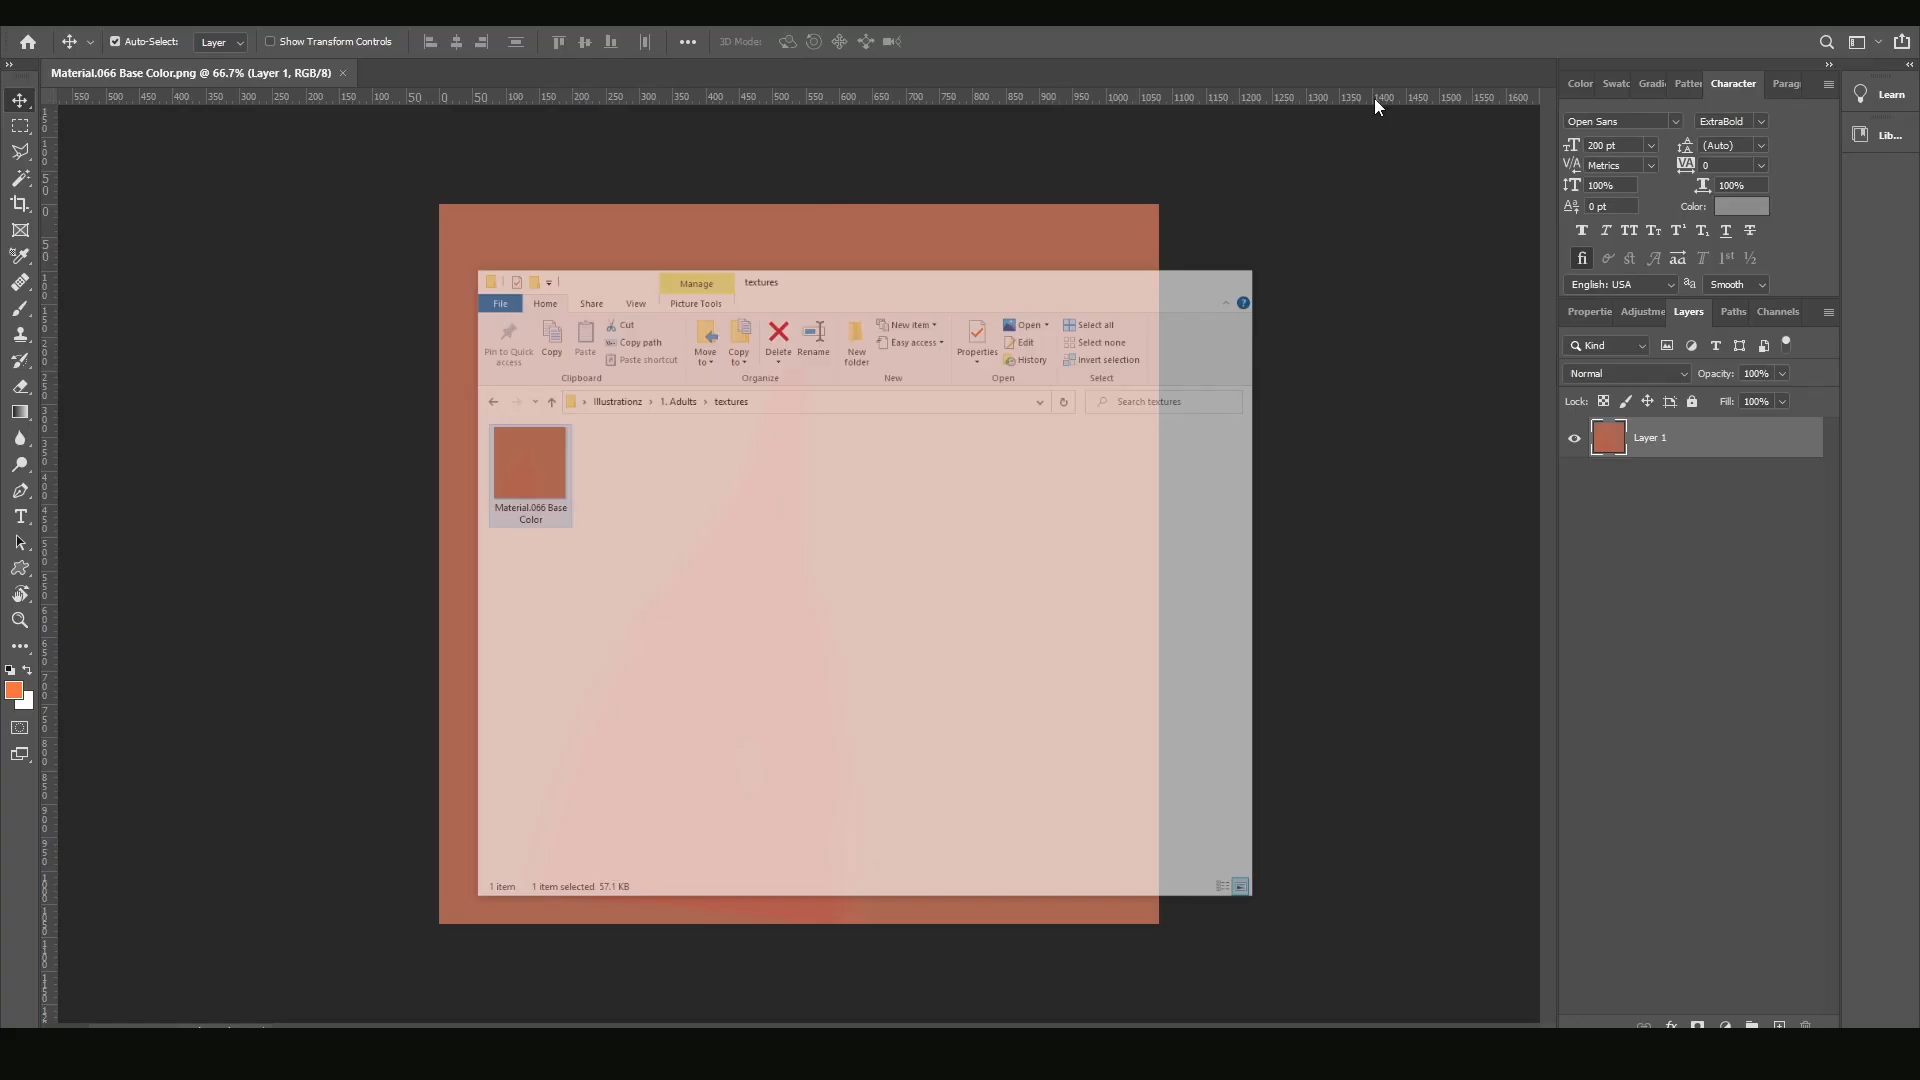 Auto-Select:
Layer
Show Transform Controls
3D Mode:
Material.066 Base Color.png @ 66.7% (Layer 1, RGB/8)
550 500 450 400 350 300 250 200 150 100 50 0 50 100 150 200 250 300 350 400 450 500 550 600 650 700 750 800 850 900 950 1000 1050 1100 1150 1200 1250 1300 1350 1400 1450 1500 1550 1600
Color
Swatc
Gradi
Patter
Character
Parag
Learn
Lib...
Open Sans
ExtraBold
200 pt
(Auto)
Metrics
0
100%
100%
0 pt
Color:
English: USA
Smooth
Propertie
Adjustme
Layers
Paths
Channels
Kind
Normal
Opacity: 100%
Lock:
Fill: 100%
Layer 1
Manage
textures
File
Home
Share
View
Picture Tools
Pin to Quick
access
Copy
Paste
Cut
Copy path
Paste shortcut
Clipboard
Move
to
Copy
to
Delete
Rename
Organize
New
folder
New item
Easy access
New
Properties
Open
Edit
History
Open
Select all
Select none
Invert selection
Select
Illustrationz
1. Adults
textures
Search textures
Material.066 Base
Color
1 item
1 item selected. 57.1 KB